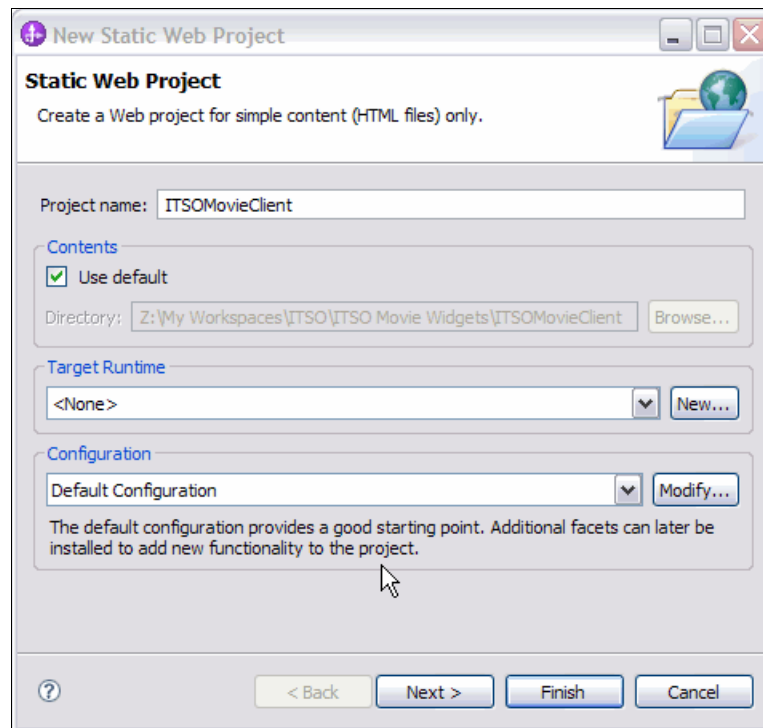 New Static Web Project
Static Web Project
Create a Web project for simple content (HTML files) only.
Project name: ITSOMovieClient
Contents
Use default
Directory: Z:\My Workspaces\ITSO\ITSO Movie Widgets\ITSOMovieClient Browse...
Target Runtime
<None> New...
Configuration
Default Configuration Modify...
The default configuration provides a good starting point. Additional facets can later be
installed to add new functionality to the project.
? < Back Next > Finish Cancel